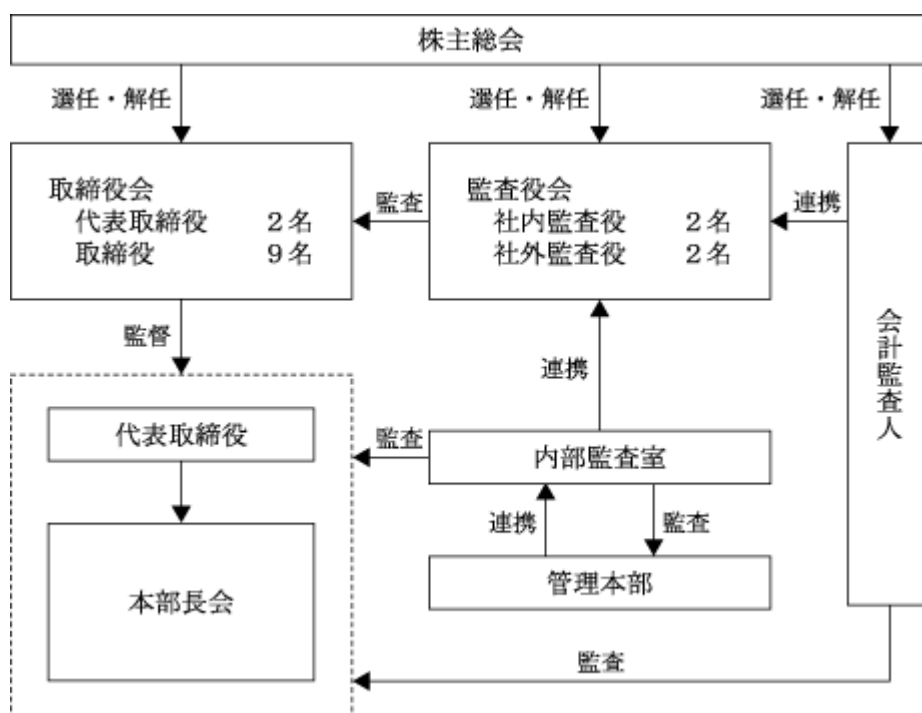 株主総会
選任・解任
選任・解任
選任・解任
取締役会
代表取締役 2名
取締役 9名
監査
監査役会
社内監査役 2名
社外監査役 2名
連携
監督
連携
会計監査人
代表取締役
監査
内部監査室
連携
監査
本部長会
管理本部
監査